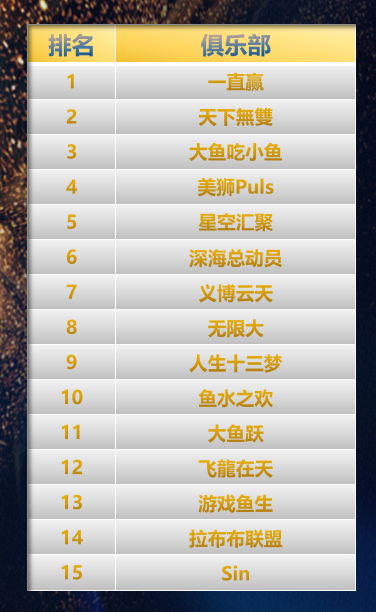 排名 俱乐部
1 一直赢
2 天下無雙
3 大鱼吃小鱼
4 美狮Puls
5 星空汇聚
6 深海总动员
7 义博云天
8 无限大
9 人生十三梦
10 鱼水之欢
11 大鱼跃
12 飞龍在天
13 游戏鱼生
14 拉布布联盟
15 Sin